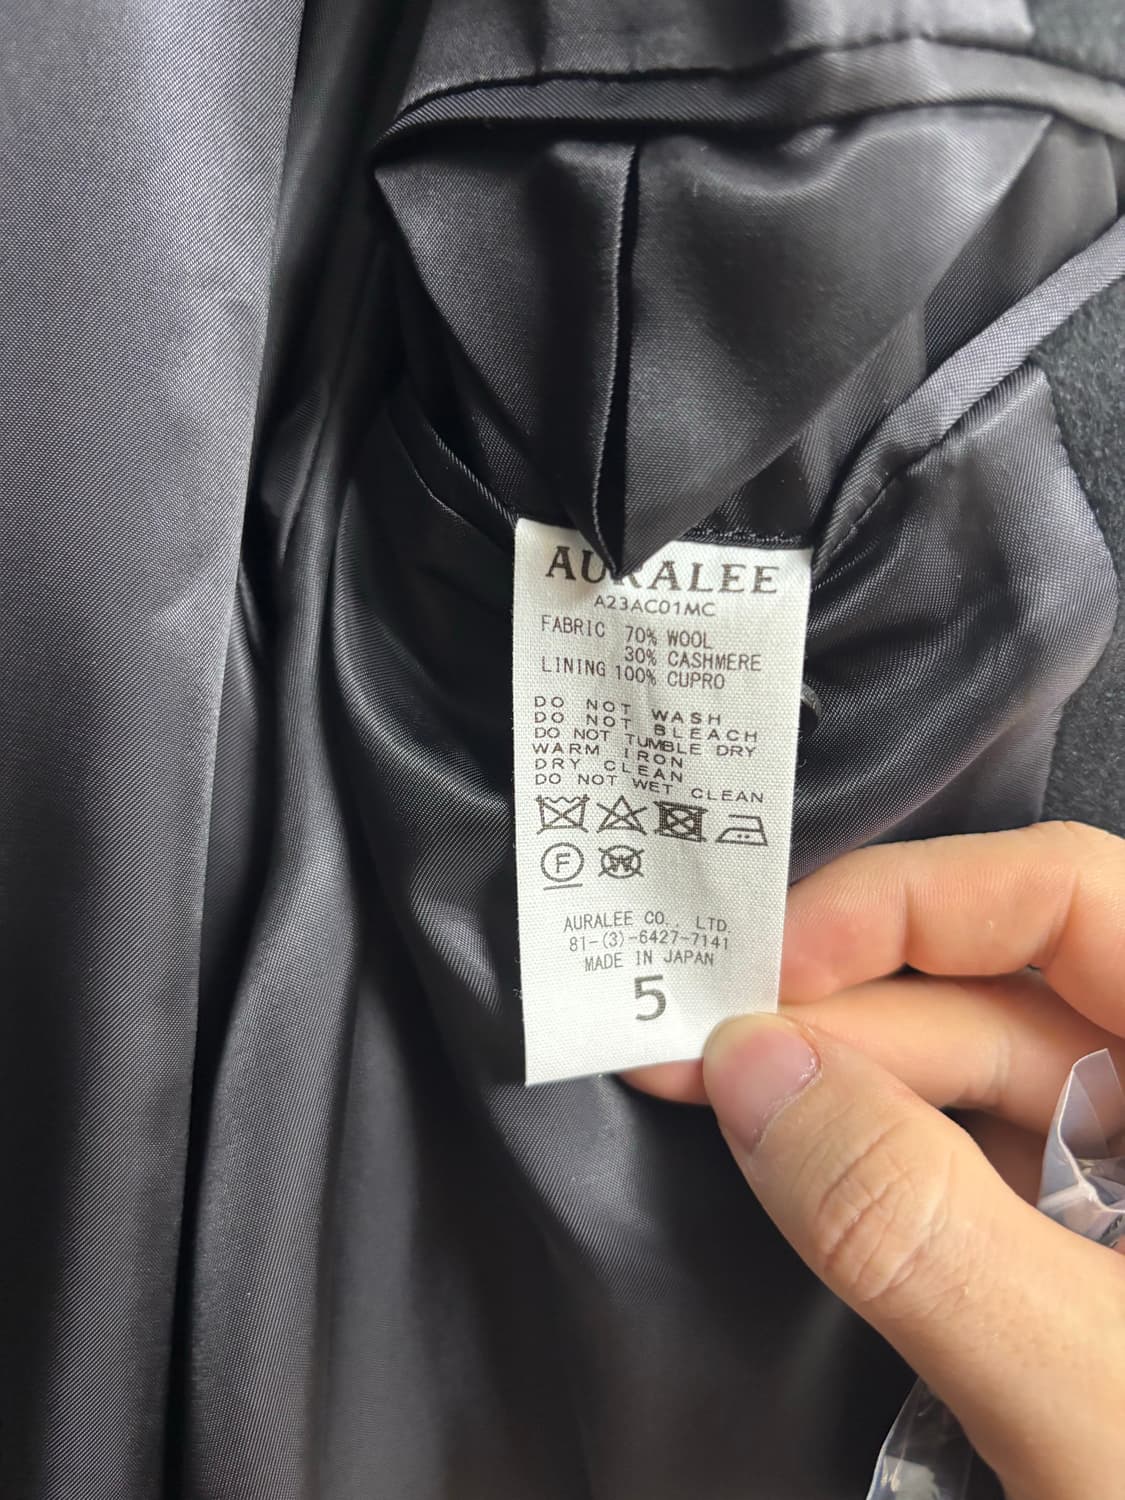 AURALEE
A23AC01MC
FABRIC 70% WOOL
30% CASHMERE
LINING 100% CUPRO
DO NOT WASH
DO NOT BLEACH
DO NOT TUMBLE DRY
WARM IRON
DRY CLEAN
DO NOT WET CLEAN
F W
AURALEE CO., LTD.
81-(3)-6427-7141
MADE IN JAPAN
5